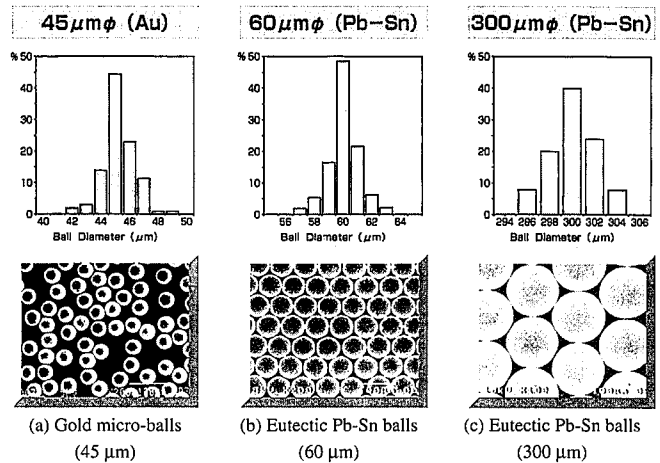 45μmφ (Au)
60μmφ (Pb-Sn)
300μmφ (Pb-Sn)
% 50
40
30
20
10
40 42 44 46 48 50
Ball Diameter (μm)
% 50
40
30
20
10
56 58 60 62 64
Ball Diameter (μm)
% 50
40
30
20
10
294 296 298 300 302 304 306
Ball Diameter (μm)
(a) Gold micro-balls
(45 μm)
(b) Eutectic Pb-Sn balls
(60 μm)
(c) Eutectic Pb-Sn balls
(300 μm)